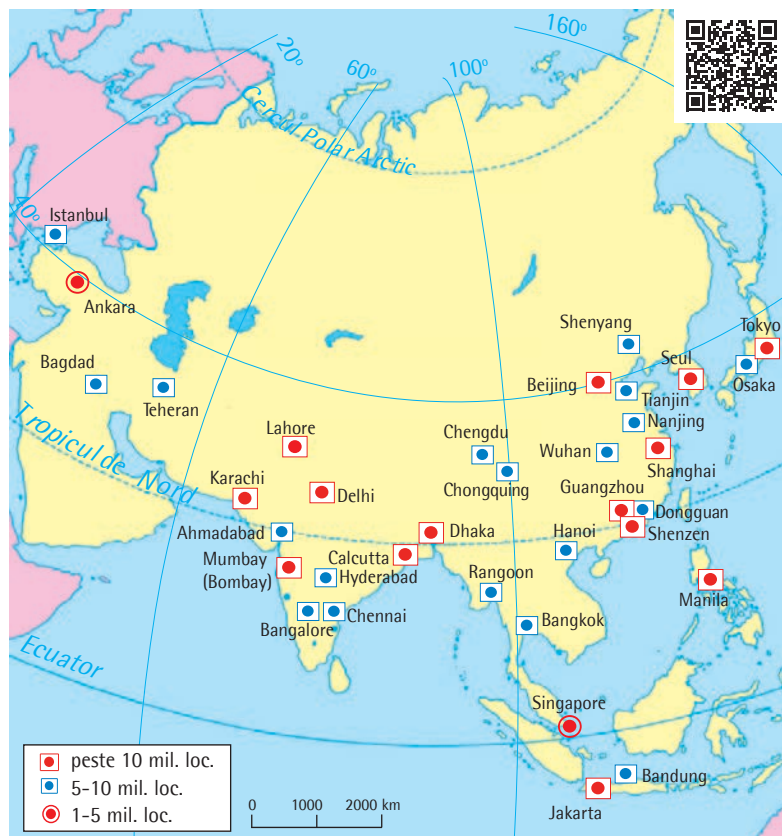 160°
20°
60°
100°
Cercul Polar Arctic
40°
Istanbul
Ankara
Shenyang
Tokyo
Seul
Bagdad
Beijing
Osaka
Teheran
Tianjin
Tropicul de Nord
Nanjing
Lahore
Chengdu
Wuhan
Shanghai
Karachi
Delhi
Chongquing
Guangzhou
Dongguan
Ahmadabad
Dhaka
Hanoi
Shenzen
Mumbay
(Bombay)
Calcutta
Hyderabad
Rangoon
Manila
Bangalore
Chennai
Bangkok
Ecuator
Singapore
peste 10 mil. loc.
5-10 mil. loc.
1-5 mil. loc.
0 1000 2000 km
Bandung
Jakarta